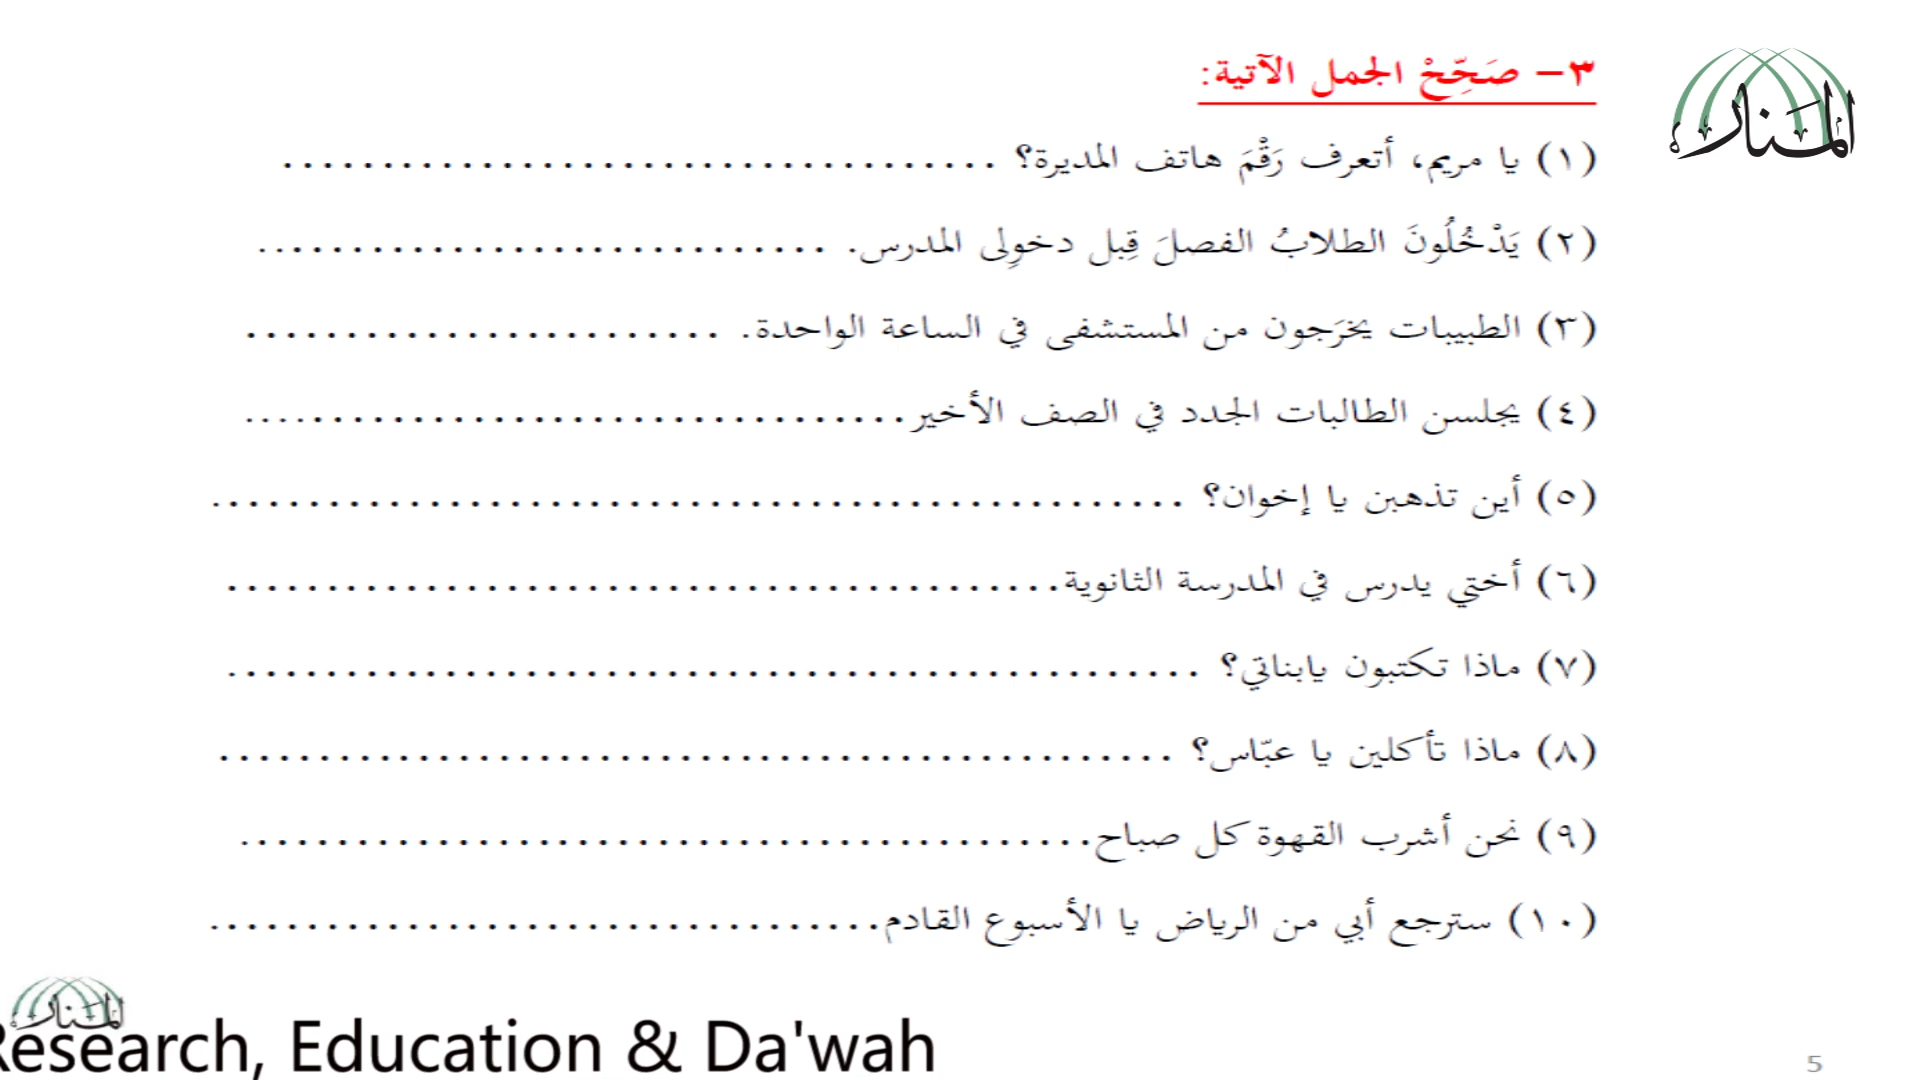 ٣- صَحِّحْ الجمل الآتية:
المنار
(١) يا مريم، أتعرف رَقْمَ هاتف المديرة؟ ....................................
(٢) يَدْخُلُونَ الطلابُ الفصلَ قِبل دخولِى المدرس. .............................
(٣) الطبيبات يخرَجون من المستشفى في الساعة الواحدة. ........................
(٤) يجلسن الطالبات الجدد في الصف الأخير..................................
(٥) أين تذهبن يا إخوان؟ .................................................
(٦) أختي يدرس في المدرسة الثانوية..........................................
(٧) ماذا تكتبون يابناتي؟ .................................................
(٨) ماذا تأكلين يا عبّاس؟ ................................................
(٩) نحن أشرب القهوة كل صباح...........................................
(١٠) سترجع أبي من الرياض يا الأسبوع القادم..................................
المنار
Research, Education & Da'wah
5